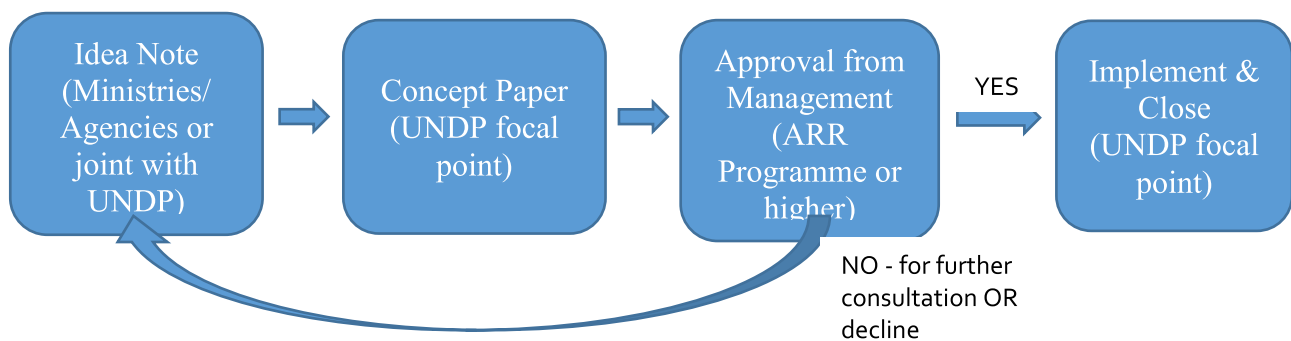 Idea Note
(Ministries/
Agencies or
joint with
UNDP)
Concept Paper
(UNDP focal
point)
Approval from
Management
(ARR
Programme or
higher)
YES
Implement &
Close
(UNDP focal
point)
NO - for further
consultation OR
decline